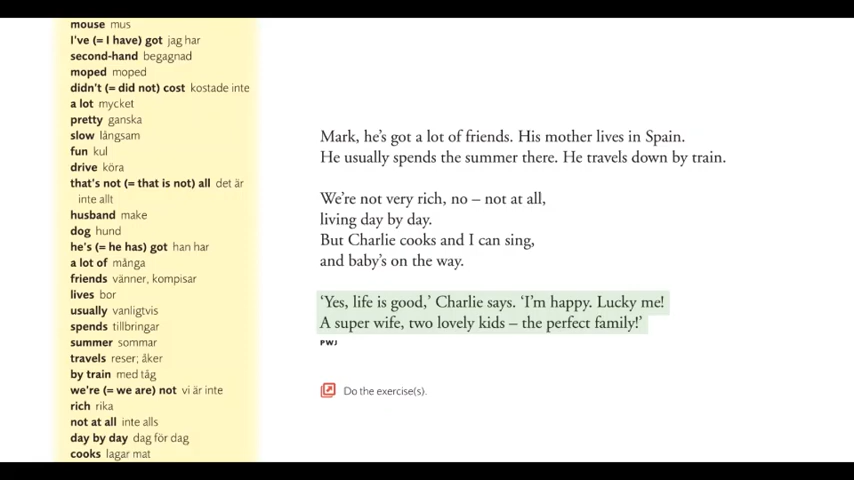 mouse mus
I've (= I have) got jag har
second-hand begagnad
moped moped
didn't (= did not) cost kostade inte
a lot mycket
pretty ganska
slow långsam
fun kul
drive köra
that's not (= that is not) all det är
inte allt
husband make
dog hund
he's (= he has) got han har
a lot of många
friends vänner, kompisar
lives bor
usually vanligtvis
spends tillbringar
summer sommar
travels reser; åker
by train med tåg
we're (= we are) not vi är inte
rich rika
not at all inte alls
day by day dag för dag
cooks lagar mat
Mark, he's got a lot of friends. His mother lives in Spain.
He usually spends the summer there. He travels down by train.
We're not very rich, no – not at all,
living day by day.
But Charlie cooks and I can sing,
and baby's on the way.
‘Yes, life is good,’ Charlie says. ‘I'm happy. Lucky me!
A super wife, two lovely kids – the perfect family!’
PWJ
Do the exercise(s).